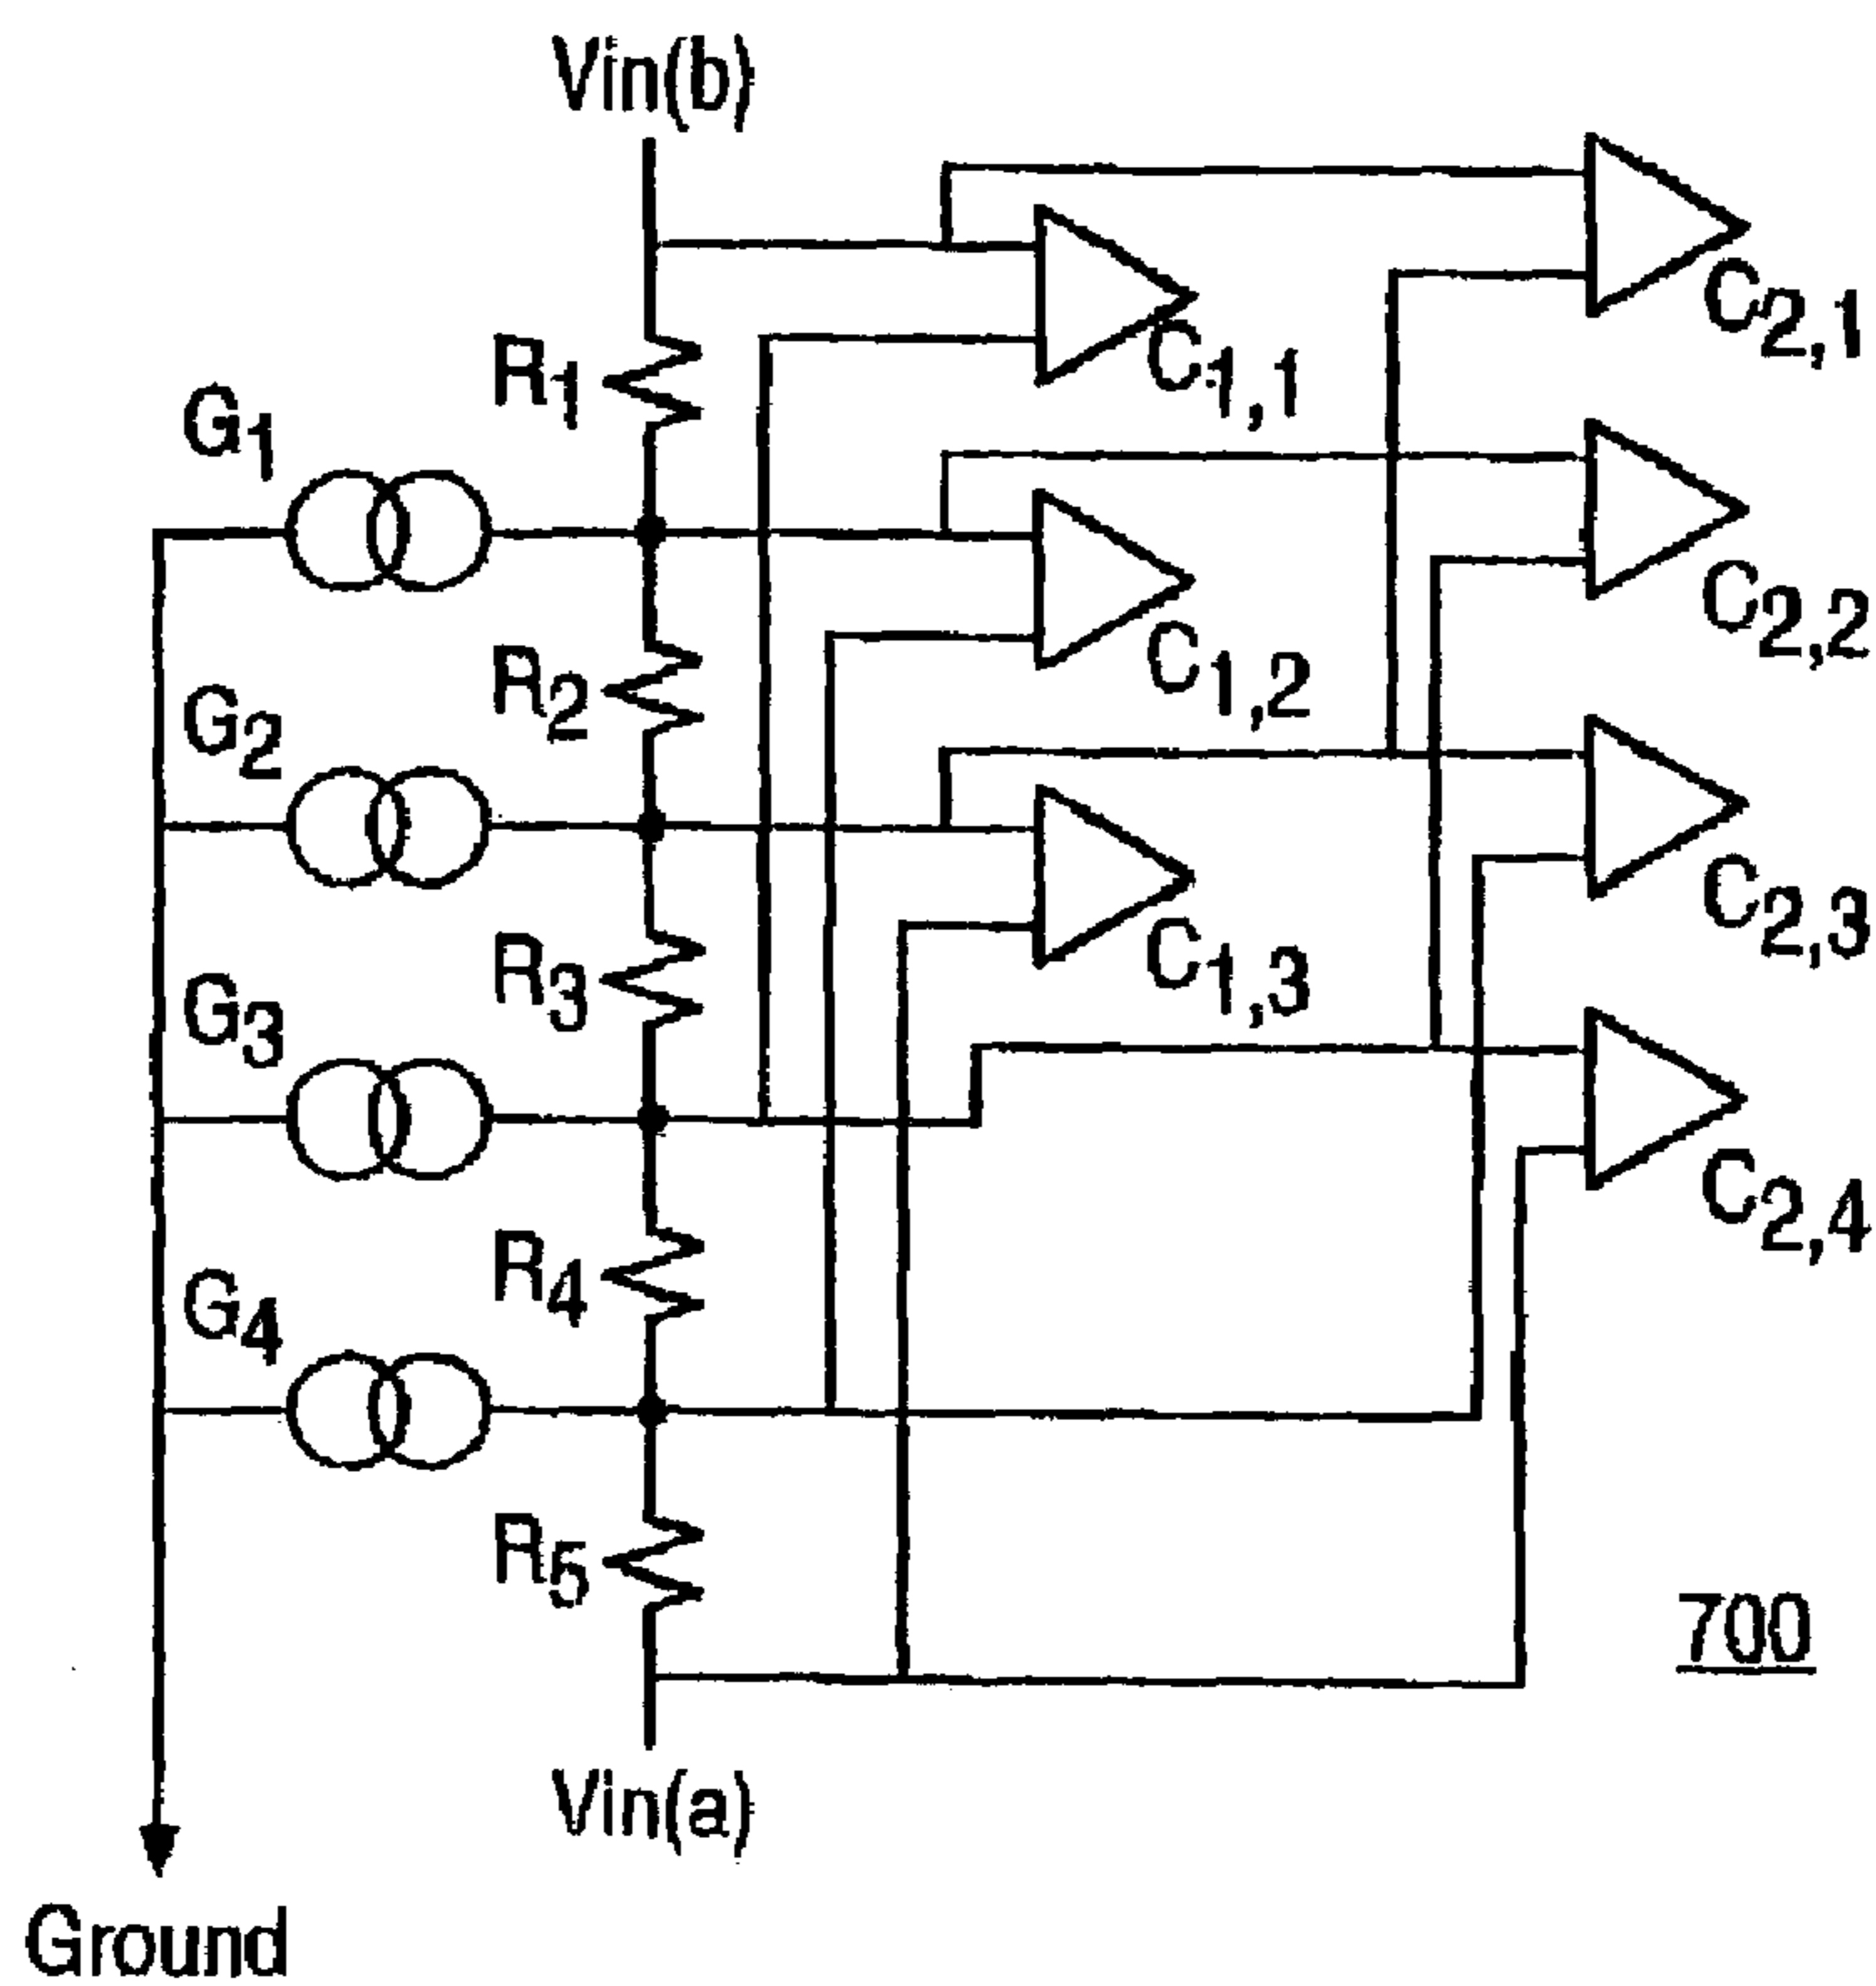 Vin(b)
R1
C1,1
C2,1
G1
R2
C1,2
C2,2
G2
R3
C1,3
C2,3
G3
R4
C2,4
G4
R5
700
Vin(a)
Ground